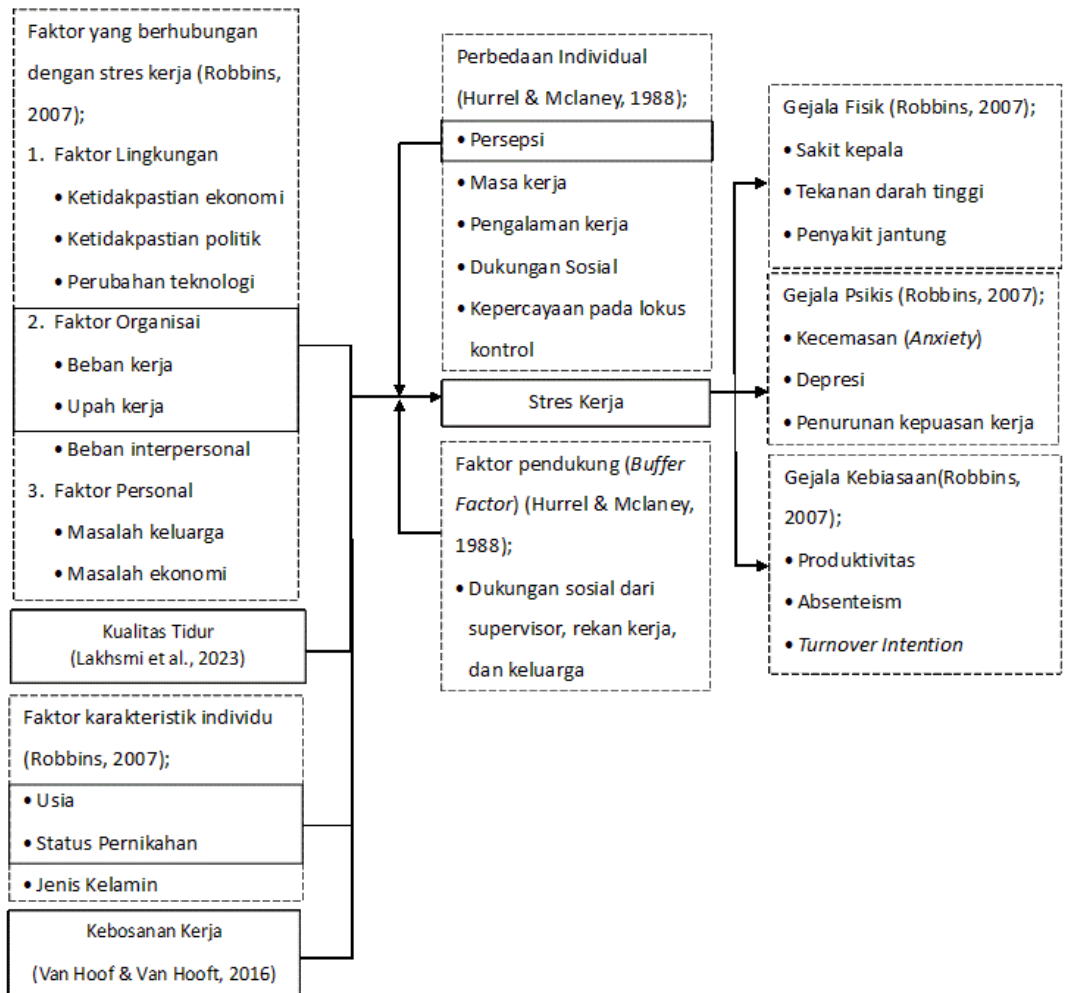 Faktor yang berhubungan
dengan stres kerja (Robbins,
2007);
1. Faktor Lingkungan
• Ketidakpastian ekonomi
• Ketidakpastian politik
• Perubahan teknologi
2. Faktor Organisai
• Beban kerja
• Upah kerja
• Beban interpersonal
3. Faktor Personal
• Masalah keluarga
• Masalah ekonomi
Kualitas Tidur
(Lakhsmi et al., 2023)
Faktor karakteristik individu
(Robbins, 2007);
• Usia
• Status Pernikahan
• Jenis Kelamin
Kebosanan Kerja
(Van Hoof & Van Hooft, 2016)
Perbedaan Individual
(Hurrel & Mclaney, 1988);
• Persepsi
• Masa kerja
• Pengalaman kerja
• Dukungan Sosial
• Kepercayaan pada lokus
kontrol
Stres Kerja
Faktor pendukung (Buffer
Factor) (Hurrel & Mclaney,
1988);
• Dukungan sosial dari
supervisor, rekan kerja,
dan keluarga
Gejala Fisik (Robbins, 2007);
• Sakit kepala
• Tekanan darah tinggi
• Penyakit jantung
Gejala Psikis (Robbins, 2007);
• Kecemasan (Anxiety)
• Depresi
• Penurunan kepuasan kerja
Gejala Kebiasaan(Robbins,
2007);
• Produktivitas
• Absenteism
• Turnover Intention